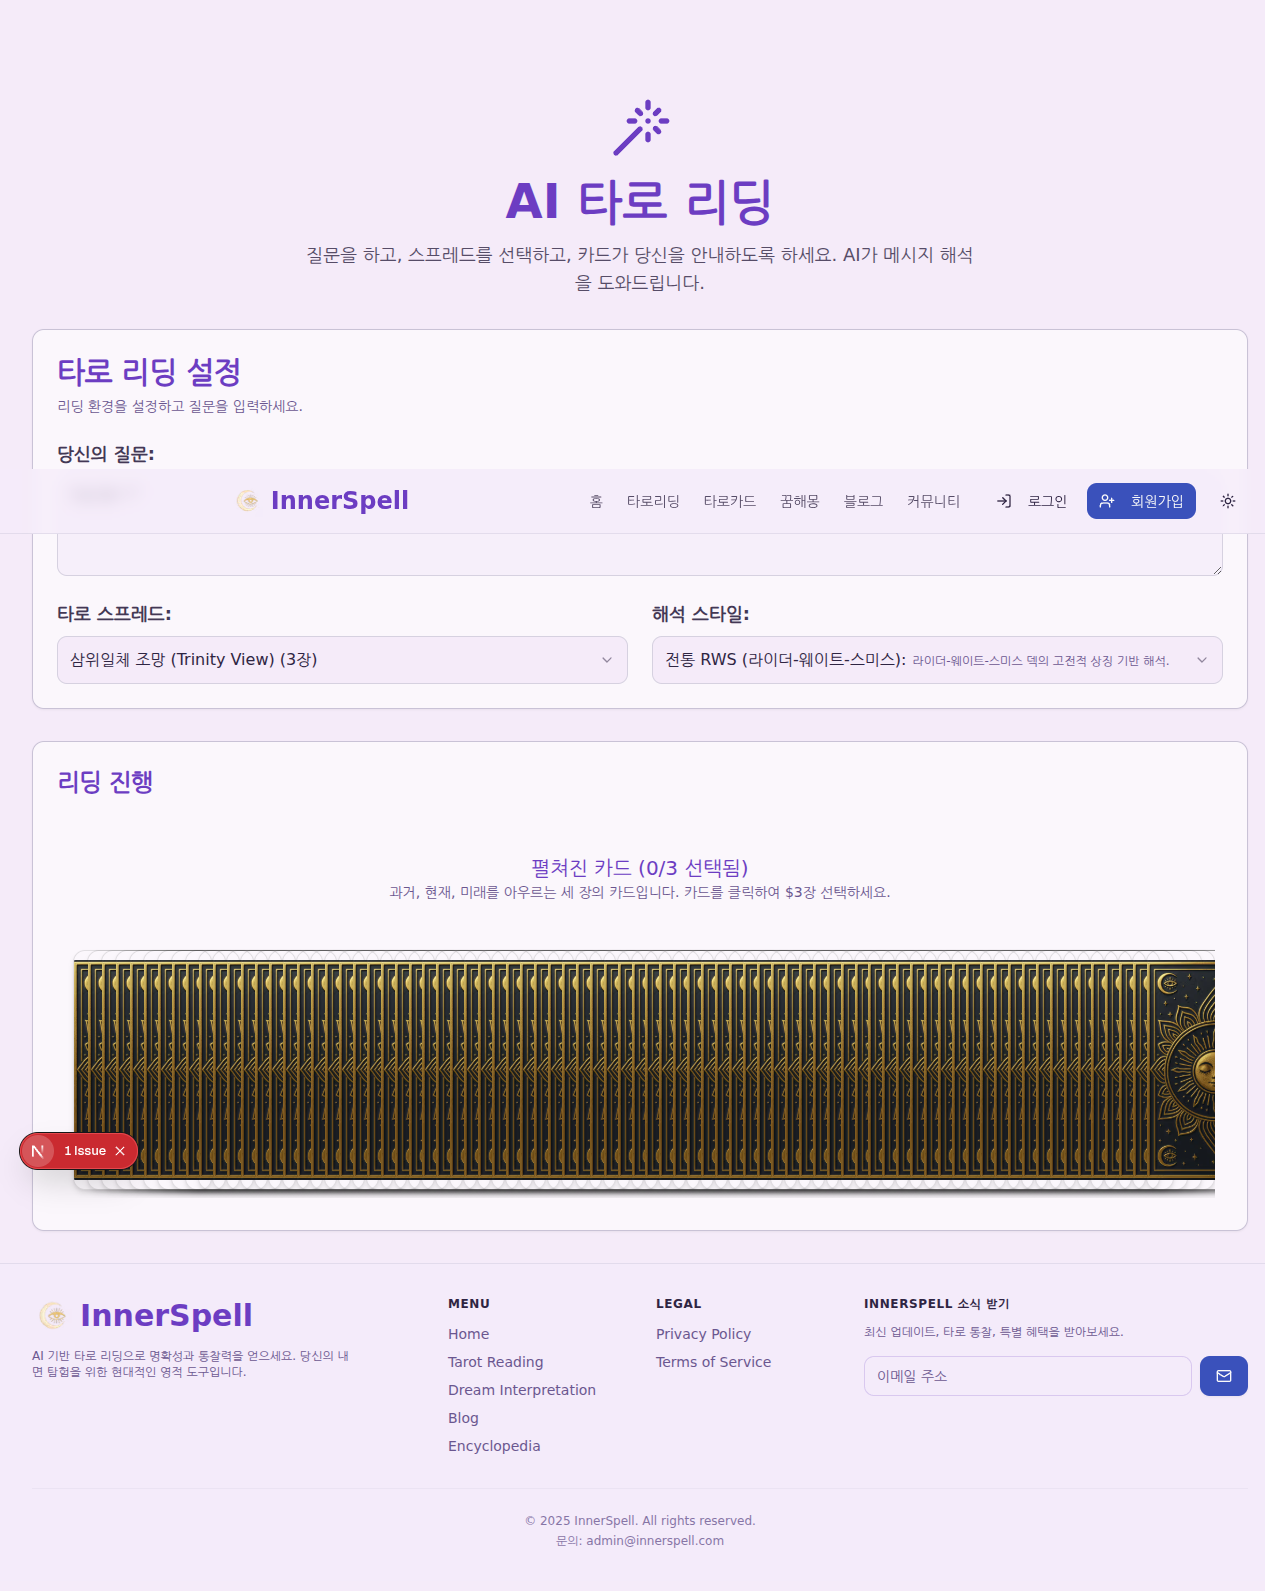 AI 타로 리딩
질문을 하고, 스프레드를 선택하고, 카드가 당신을 안내하도록 하세요. AI가 메시지 해석
을 도와드립니다.
타로 리딩 설정
리딩 환경을 설정하고 질문을 입력하세요.
당신의 질문:
InnerSpell 홈 타로리딩 타로카드 꿈해몽 블로그 커뮤니티 로그인 회원가입
타로 스프레드: 해석 스타일:
삼위일체 조망 (Trinity View) (3장) 전통 RWS (라이더-웨이트-스미스): 라이더-웨이트-스미스 덱의 고전적 상징 기반 해석.
리딩 진행
펼쳐진 카드 (0/3 선택됨)
과거, 현재, 미래를 아우르는 세 장의 카드입니다. 카드를 클릭하여 $3장 선택하세요.
1 Issue
InnerSpell
AI 기반 타로 리딩으로 명확성과 통찰력을 얻으세요. 당신의 내
면 탐험을 위한 현대적인 영적 도구입니다.
MENU
Home
Tarot Reading
Dream Interpretation
Blog
Encyclopedia
LEGAL
Privacy Policy
Terms of Service
INNERSPELL 소식 받기
최신 업데이트, 타로 통찰, 특별 혜택을 받아보세요.
이메일 주소
© 2025 InnerSpell. All rights reserved.
문의: admin@innerspell.com